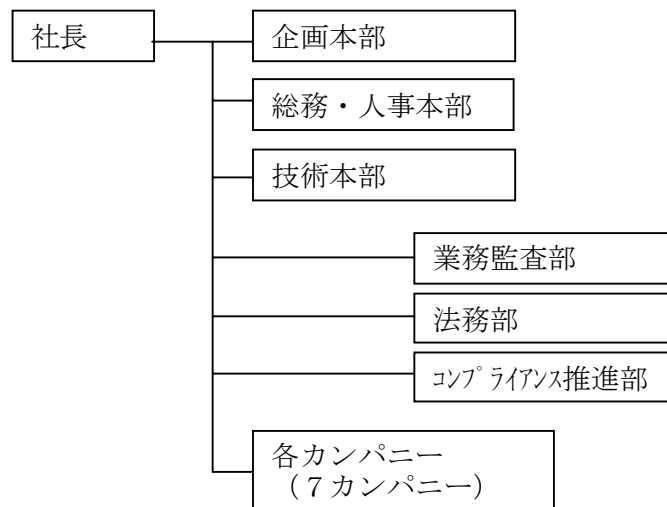 社長
企画本部
総務・人事本部
技術本部
業務監査部
法務部
コンプライアンス推進部
各カンパニー
(7カンパニー)